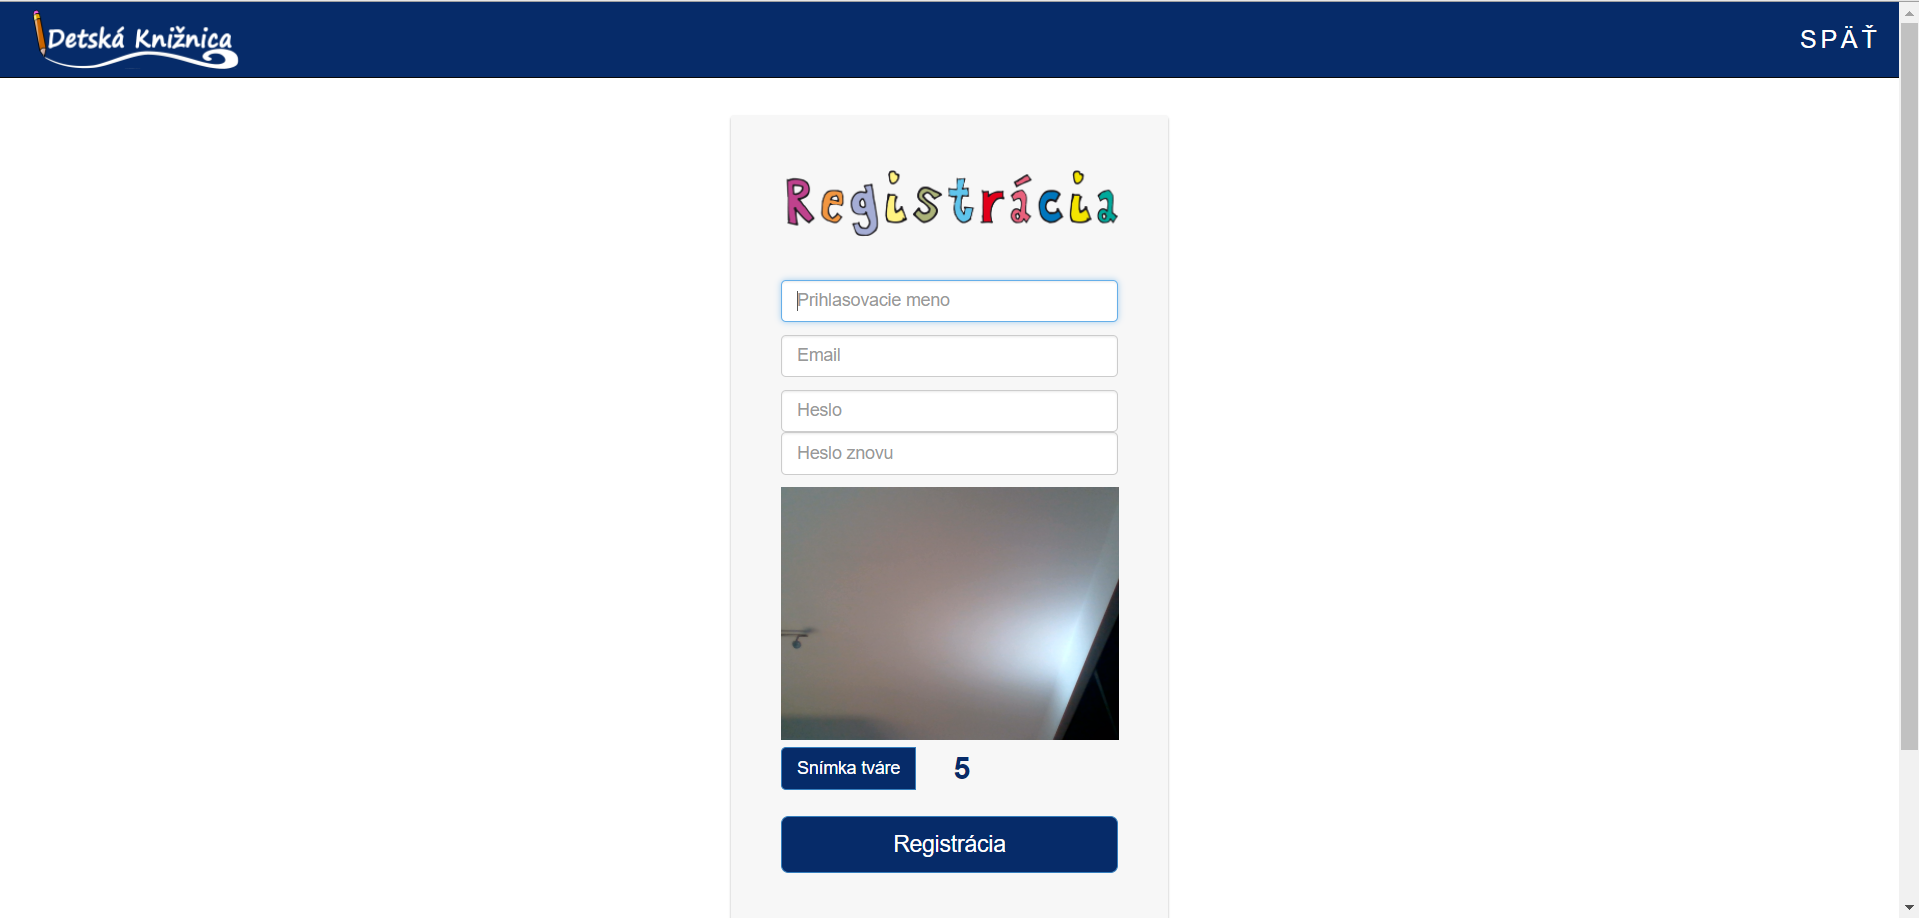 Detská Knižnica
SPÄŤ
Registrácia
Prihlasovacie meno
Email
Heslo
Heslo znovu
Snímka tváre
5
Registrácia